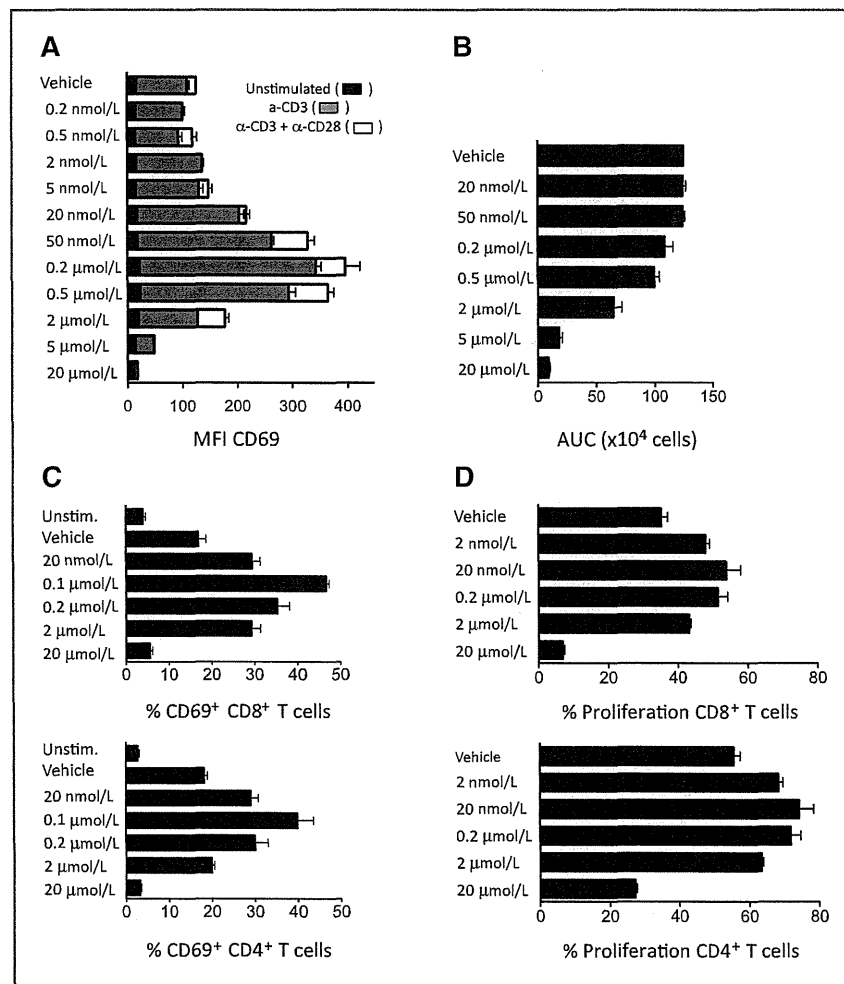 A
Vehicle
0.2 nmol/L
0.5 nmol/L
2 nmol/L
5 nmol/L
20 nmol/L
50 nmol/L
0.2 µmol/L
0.5 µmol/L
2 µmol/L
5 µmol/L
20 µmol/L
Unstimulated ( )
a-CD3 ( )
α-CD3 + α-CD28 ( )
0 100 200 300 400
MFI CD69
B
Vehicle
20 nmol/L
50 nmol/L
0.2 µmol/L
0.5 µmol/L
2 µmol/L
5 µmol/L
20 µmol/L
0 50 100 150
AUC (x10⁴ cells)
C
Unstim.
Vehicle
20 nmol/L
0.1 µmol/L
0.2 µmol/L
2 µmol/L
20 µmol/L
0 10 20 30 40 50
% CD69⁺ CD8⁺ T cells
Unstim.
Vehicle
20 nmol/L
0.1 µmol/L
0.2 µmol/L
2 µmol/L
20 µmol/L
0 10 20 30 40 50
% CD69⁺ CD4⁺ T cells
D
Vehicle
2 nmol/L
20 nmol/L
0.2 µmol/L
2 µmol/L
20 µmol/L
0 20 40 60 80
% Proliferation CD8⁺ T cells
Vehicle
2 nmol/L
20 nmol/L
0.2 µmol/L
2 µmol/L
20 µmol/L
0 20 40 60 80
% Proliferation CD4⁺ T cells